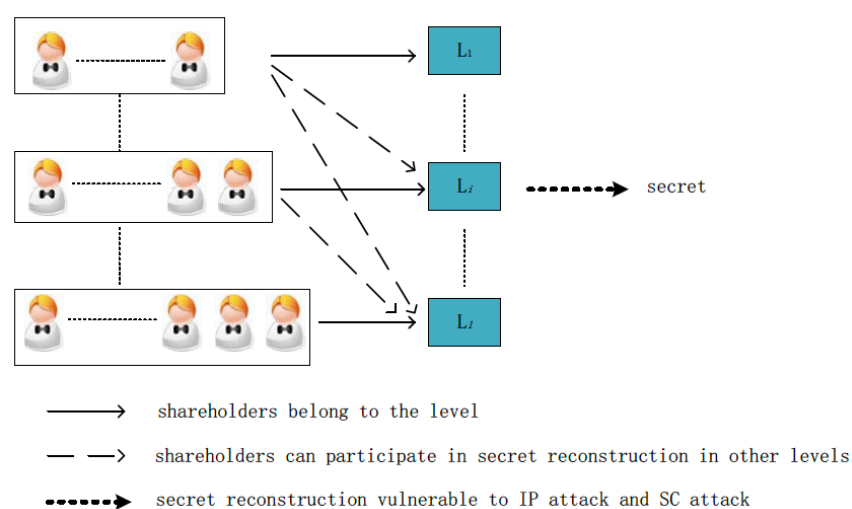 L1
Li
secret
Ll
shareholders belong to the level
shareholders can participate in secret reconstruction in other levels
secret reconstruction vulnerable to IP attack and SC attack